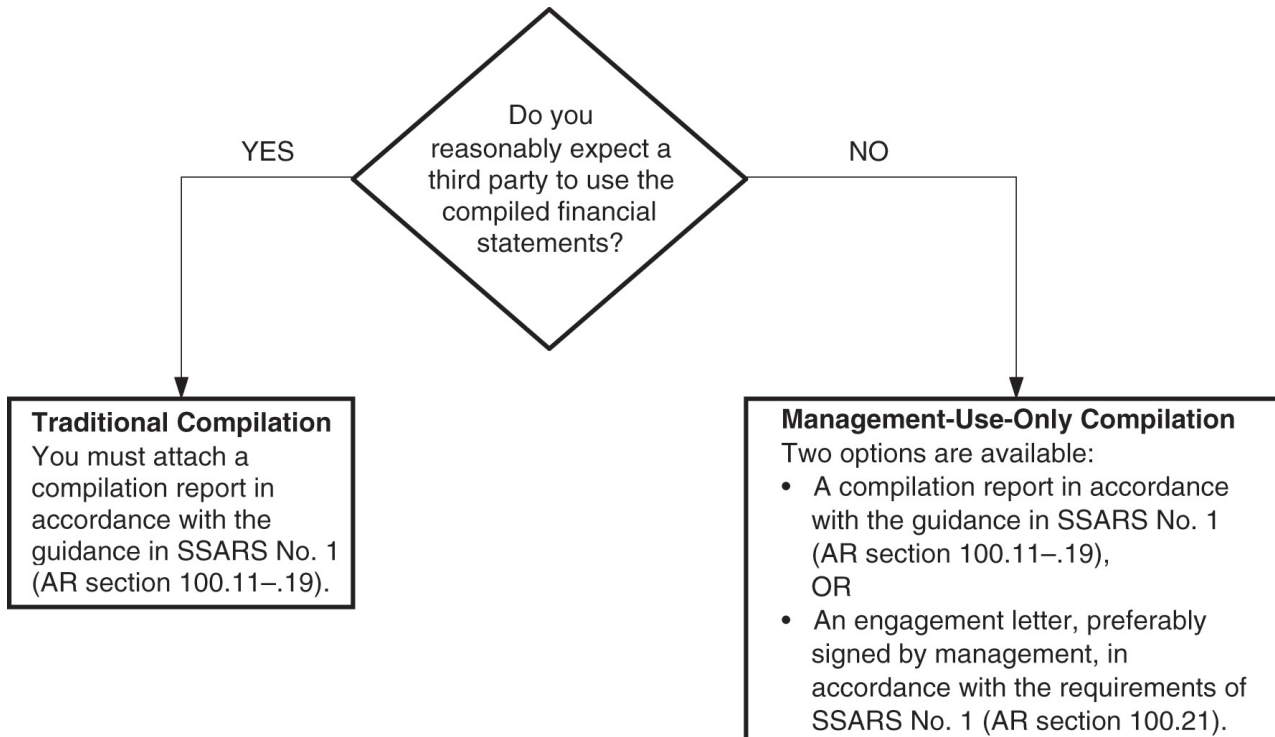 Do you
reasonably expect a
third party to use the
compiled financial
statements?
YES
NO
Traditional Compilation
You must attach a
compilation report in
accordance with the
guidance in SSARS No. 1
(AR section 100.11–.19).
Management-Use-Only Compilation
Two options are available:
• A compilation report in accordance
with the guidance in SSARS No. 1
(AR section 100.11–.19),
OR
• An engagement letter, preferably
signed by management, in
accordance with the requirements of
SSARS No. 1 (AR section 100.21).